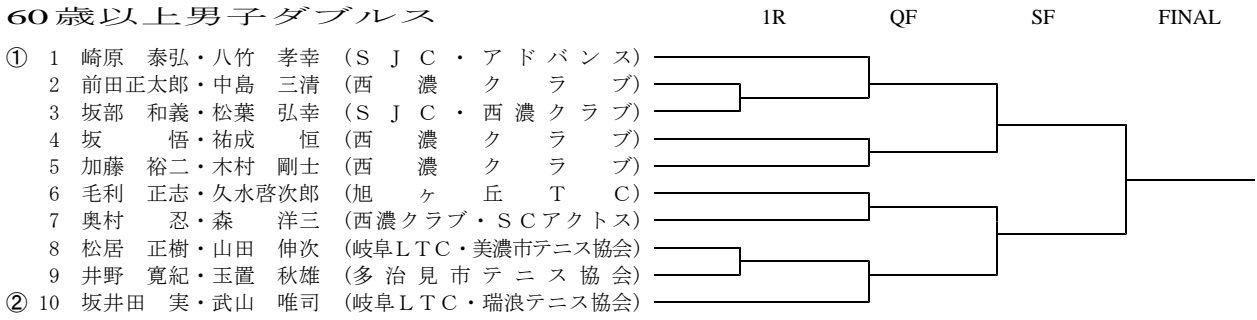 60歳以上男子ダブルス 1R QF SF FINAL
① 1 崎原 泰弘・八竹 孝幸 (ＳＪＣ・アドバンス)
2 前田正太郎・中島 三清 (西濃クラブ)
3 坂部 和義・松葉 弘幸 (ＳＪＣ・西濃クラブ)
4 坂 悟・祐成 恒 (西濃クラブ)
5 加藤 裕二・木村 剛士 (西濃クラブ)
6 毛利 正志・久水啓次郎 (旭ヶ丘ＴＣ)
7 奥村 忍・森 洋三 (西濃クラブ・ＳＣアクトス)
8 松居 正樹・山田 伸次 (岐阜ＬＴＣ・美濃市テニス協会)
9 井野 寛紀・玉置 秋雄 (多治見市テニス協会)
② 10 坂井田 実・武山 唯司 (岐阜ＬＴＣ・瑞浪テニス協会)